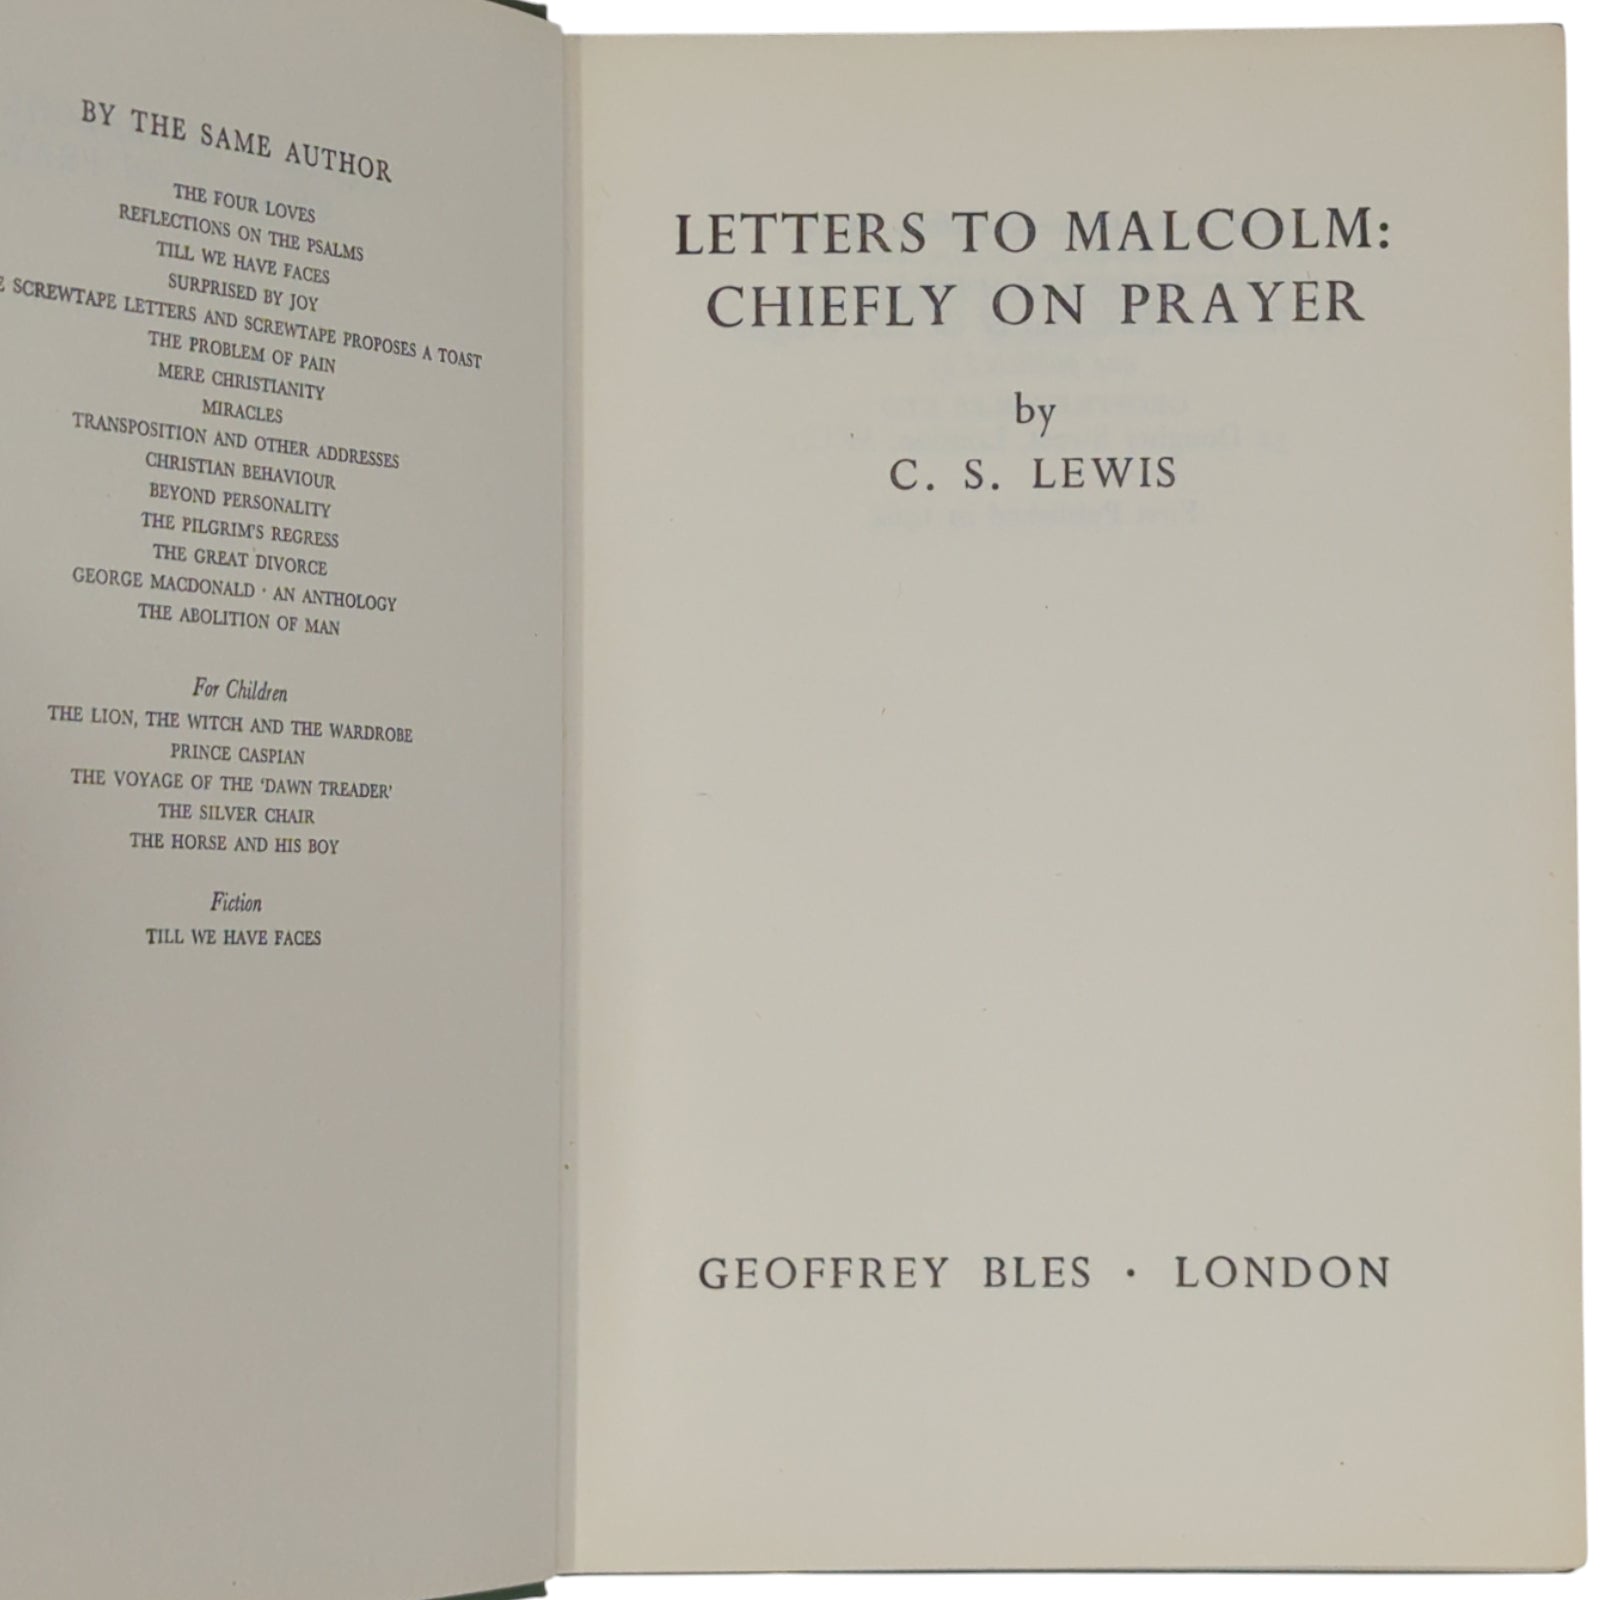 BY THE SAME AUTHOR
THE FOUR LOVES
REFLECTIONS ON THE PSALMS
TILL WE HAVE FACES
SURPRISED BY JOY
SCREWTAPE LETTERS AND SCREWTAPE PROPOSES A TOAST
THE PROBLEM OF PAIN
MERE CHRISTIANITY
MIRACLES
TRANSPOSITION AND OTHER ADDRESSES
CHRISTIAN BEHAVIOUR
BEYOND PERSONALITY
THE PILGRIM'S REGRESS
THE GREAT DIVORCE
GEORGE MACDONALD · AN ANTHOLOGY
THE ABOLITION OF MAN
For Children
THE LION, THE WITCH AND THE WARDROBE
PRINCE CASPIAN
THE VOYAGE OF THE ‘DAWN TREADER’
THE SILVER CHAIR
THE HORSE AND HIS BOY
Fiction
TILL WE HAVE FACES
LETTERS TO MALCOLM:
CHIEFLY ON PRAYER
by
C. S. LEWIS
GEOFFREY BLES · LONDON